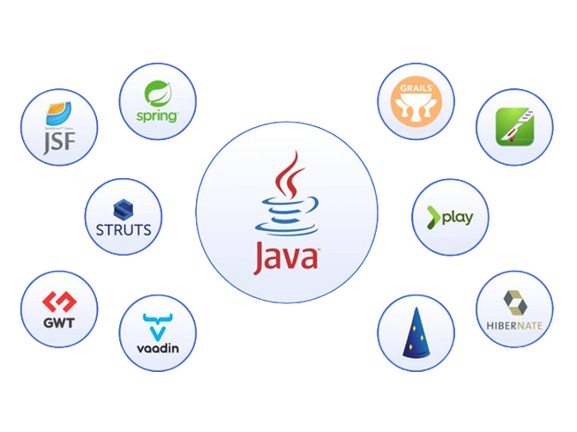 JSF
spring
GRAILS
STRUTS
Java
play
GWT
vaadin
HIBERNATE